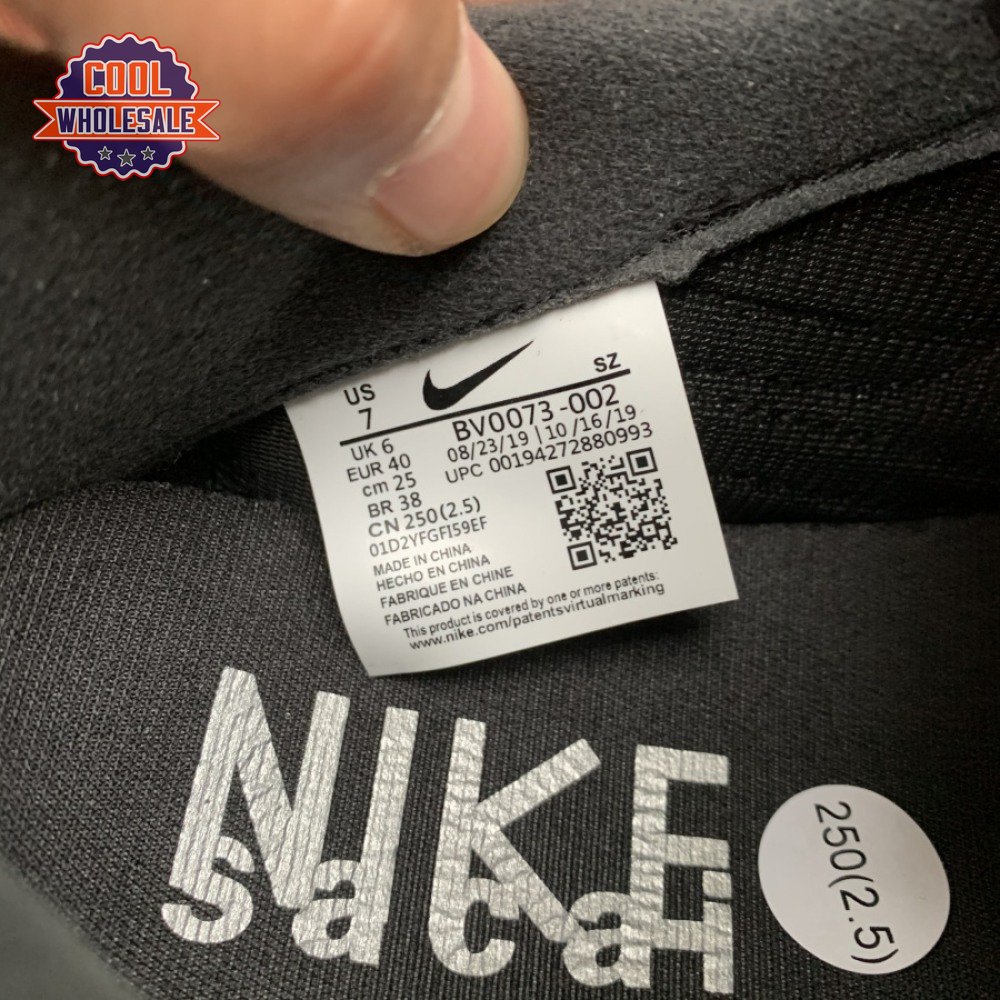 COOL
WHOLESALE
US
7
SZ
BV0073-002
UK 6
08/23/19 | 10/16/19
EUR 40
UPC 00194272880993
cm 25
BR 38
CN 250(2.5)
01D2YFGFI59EF
MADE IN CHINA
HECHO EN CHINA
FABRIQUE EN CHINE
FABRICADO NA CHINA
This product is covered by one or more patents:
www.nike.com/patentsvirtualmarking
NIKE
sacai
250(2.5)